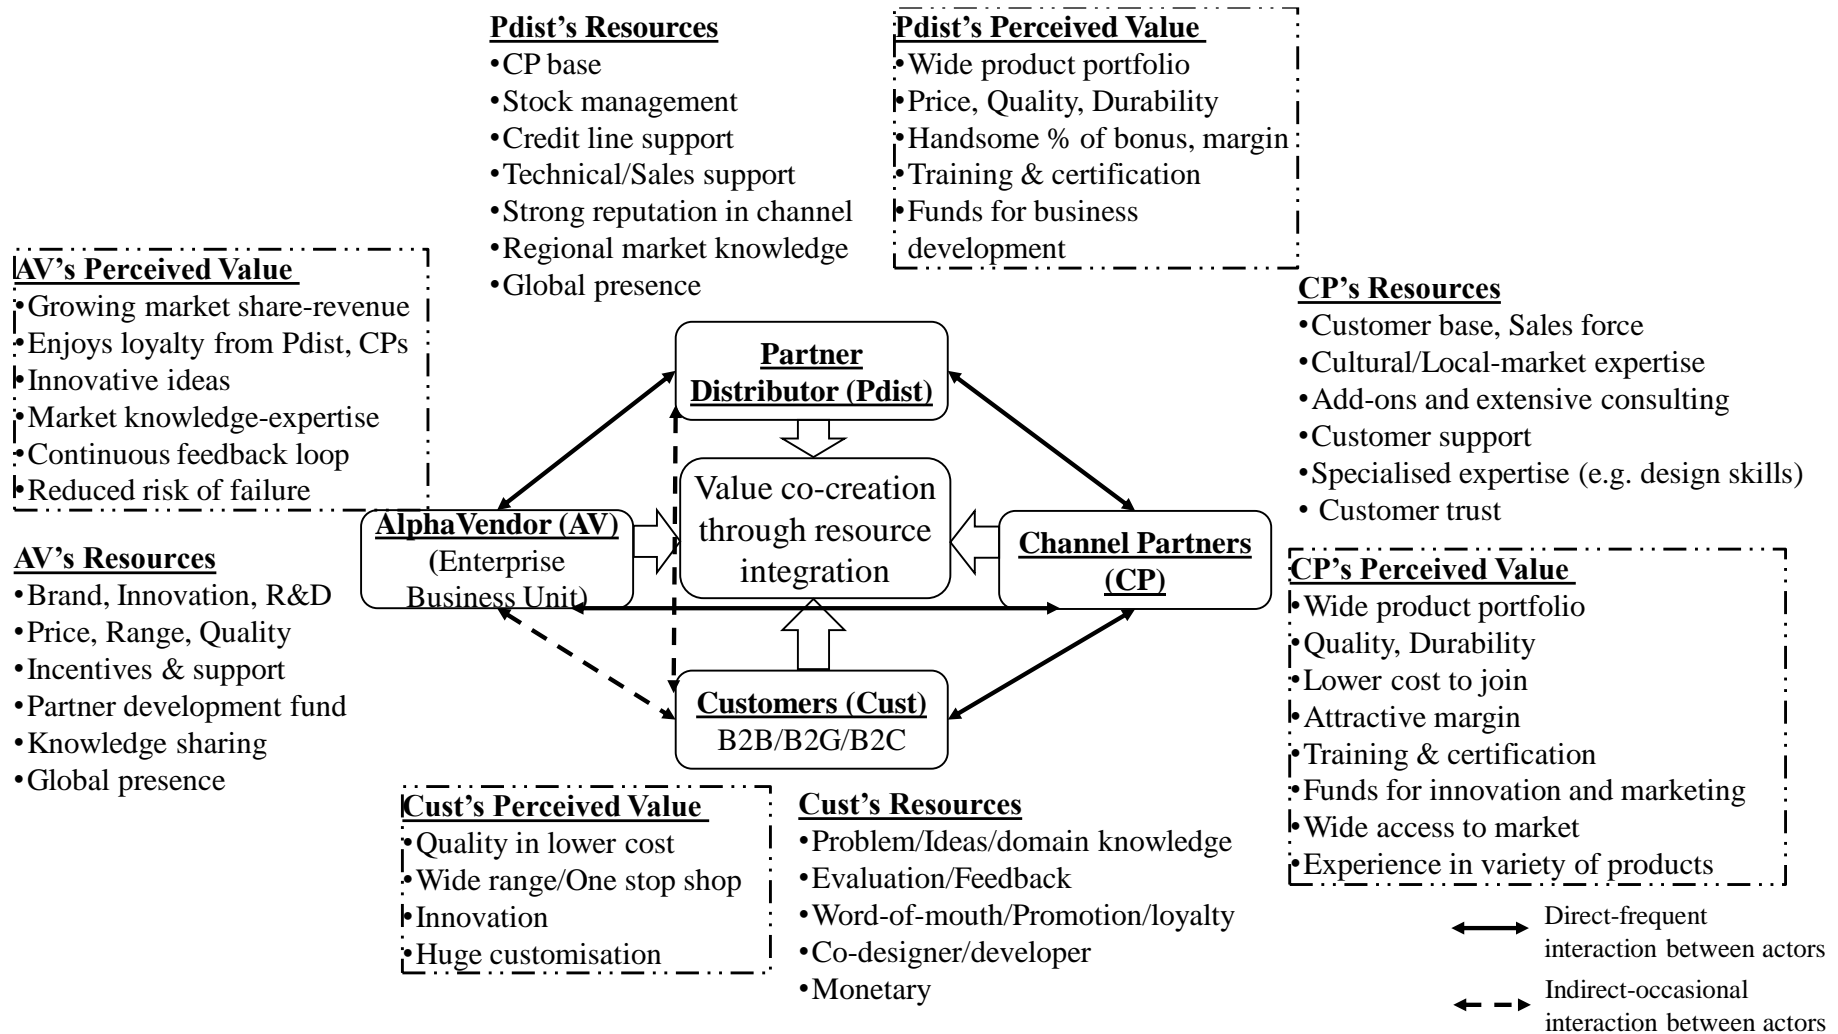 Pdist’s Resources
•CP base
•Stock management
•Credit line support
•Technical/Sales support
•Strong reputation in channel
•Regional market knowledge
•Global presence
Pdist’s Perceived Value
•Wide product portfolio
•Price, Quality, Durability
•Handsome % of bonus, margin
•Training & certification
•Funds for business
development
AV’s Perceived Value
•Growing market share-revenue
•Enjoys loyalty from Pdist, CPs
•Innovative ideas
•Market knowledge-expertise
•Continuous feedback loop
•Reduced risk of failure
AV’s Resources
•Brand, Innovation, R&D
•Price, Range, Quality
•Incentives & support
•Partner development fund
•Knowledge sharing
•Global presence
Partner
Distributor (Pdist)
AlphaVendor (AV)
(Enterprise
Business Unit)
Value co-creation
through resource
integration
Channel Partners
(CP)
Customers (Cust)
B2B/B2G/B2C
CP’s Resources
•Customer base, Sales force
•Cultural/Local-market expertise
•Add-ons and extensive consulting
•Customer support
•Specialised expertise (e.g. design skills)
• Customer trust
CP’s Perceived Value
•Wide product portfolio
•Quality, Durability
•Lower cost to join
•Attractive margin
•Training & certification
•Funds for innovation and marketing
•Wide access to market
•Experience in variety of products
Cust’s Perceived Value
•Quality in lower cost
•Wide range/One stop shop
•Innovation
•Huge customisation
Cust’s Resources
•Problem/Ideas/domain knowledge
•Evaluation/Feedback
•Word-of-mouth/Promotion/loyalty
•Co-designer/developer
•Monetary
Direct-frequent
interaction between actors
Indirect-occasional
interaction between actors